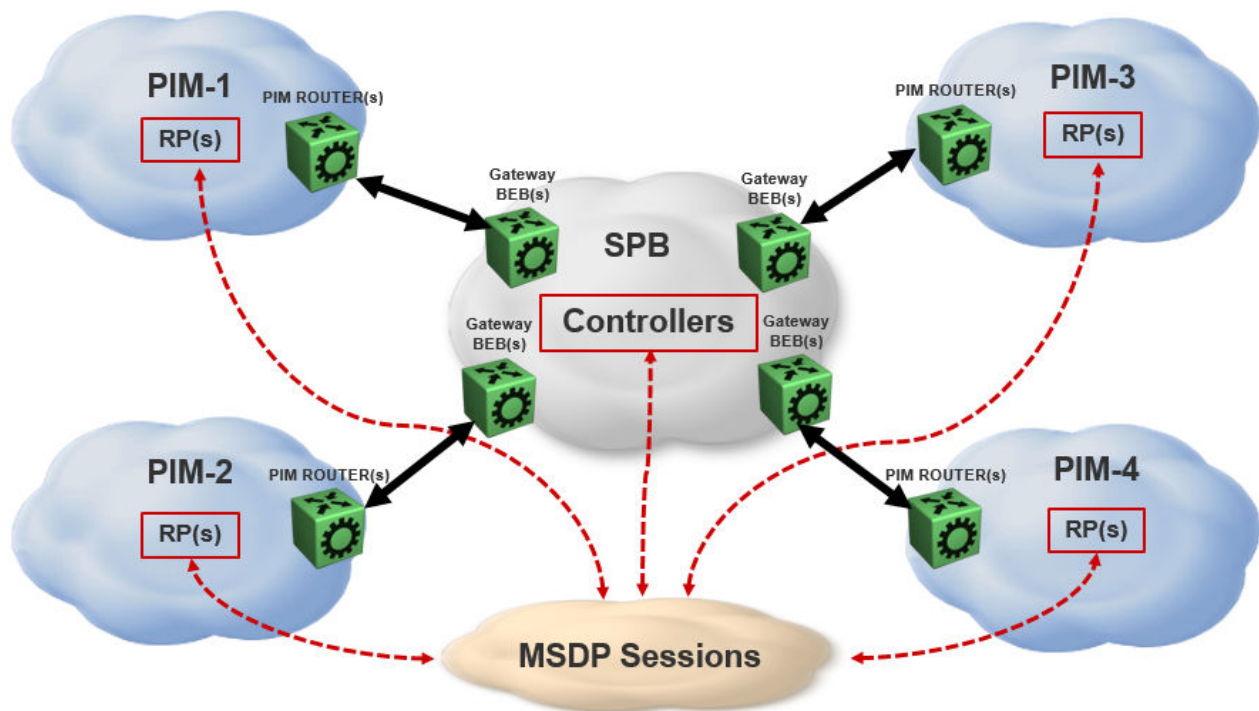 PIM-1
PIM ROUTER(s)
RP(s)
PIM-3
PIM ROUTER(s)
RP(s)
Gateway
BEB(s)
Gateway
BEB(s)
SPB
Controllers
Gateway
BEB(s)
Gateway
BEB(s)
PIM-2
PIM ROUTER(s)
RP(s)
PIM-4
PIM ROUTER(s)
RP(s)
MSDP Sessions